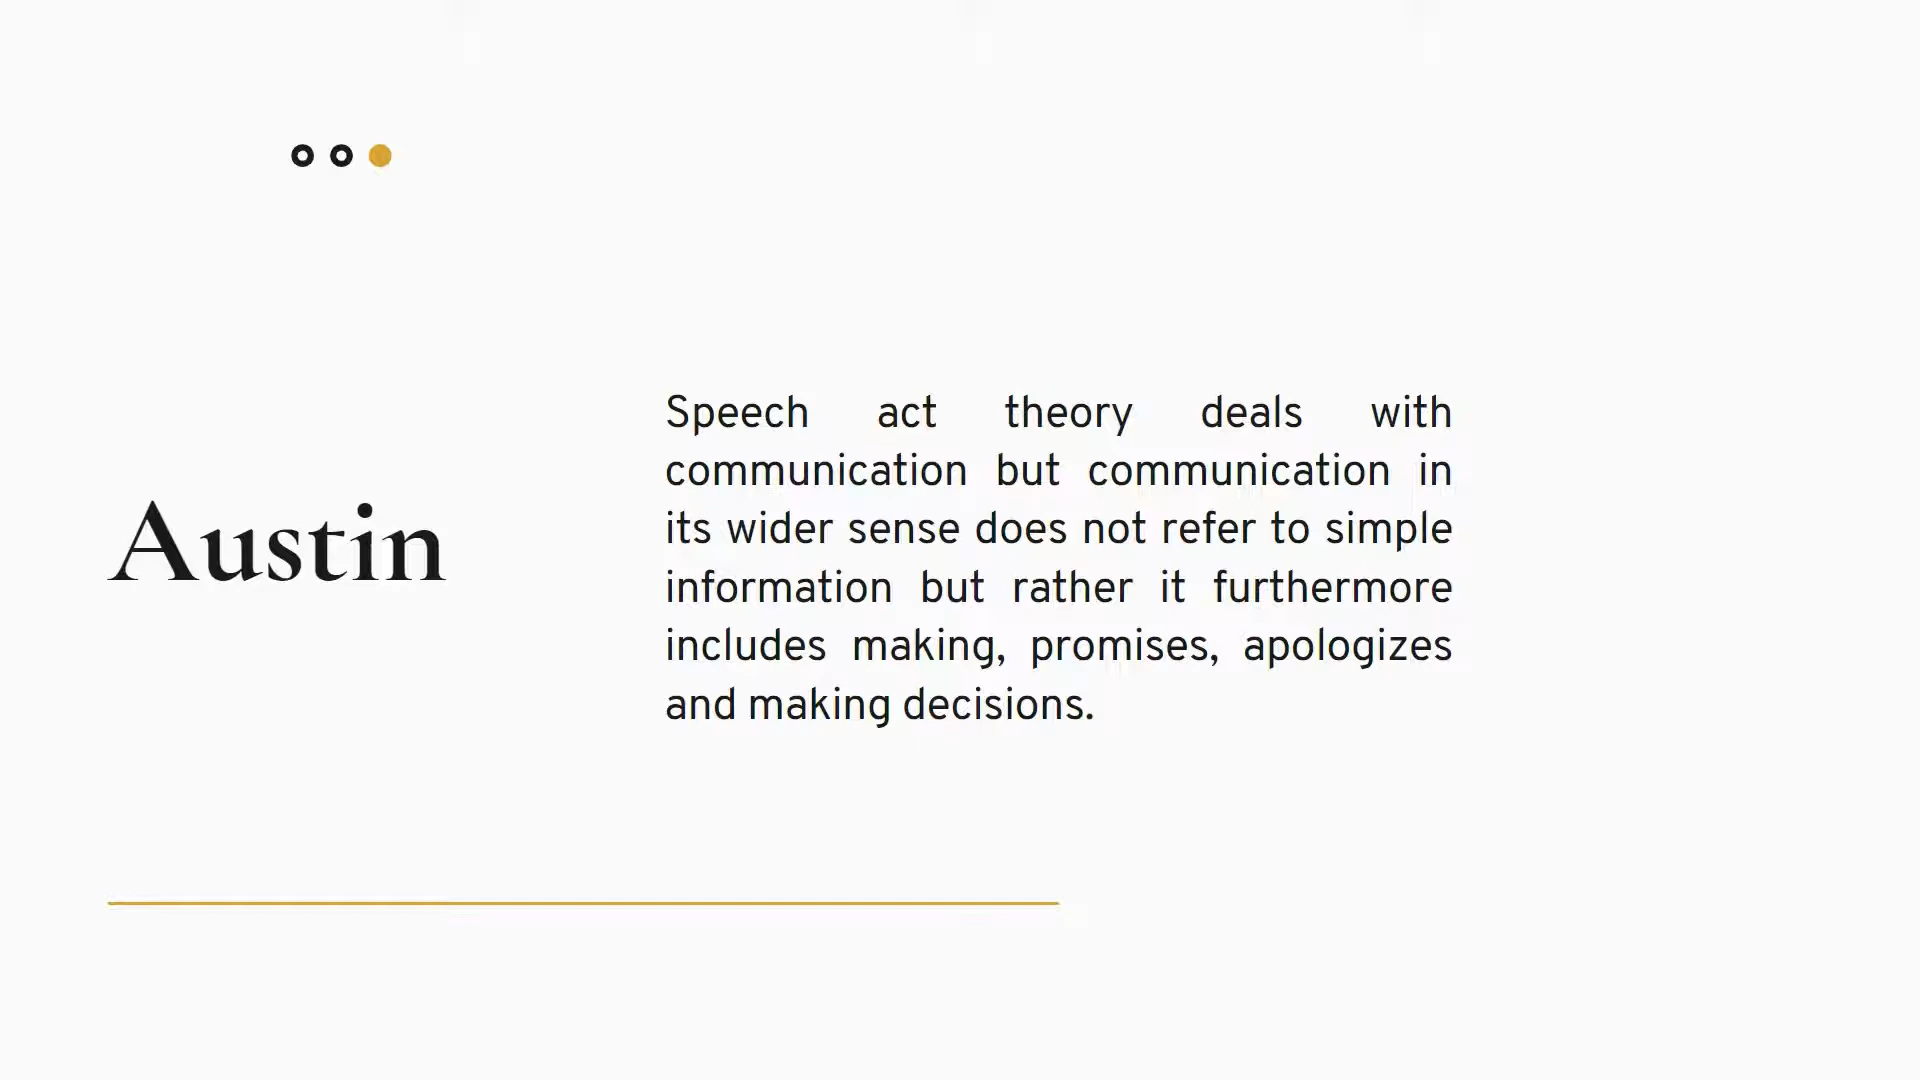 Austin
Speech act theory deals with
communication but communication in
its wider sense does not refer to simple
information but rather it furthermore
includes making, promises, apologizes
and making decisions.